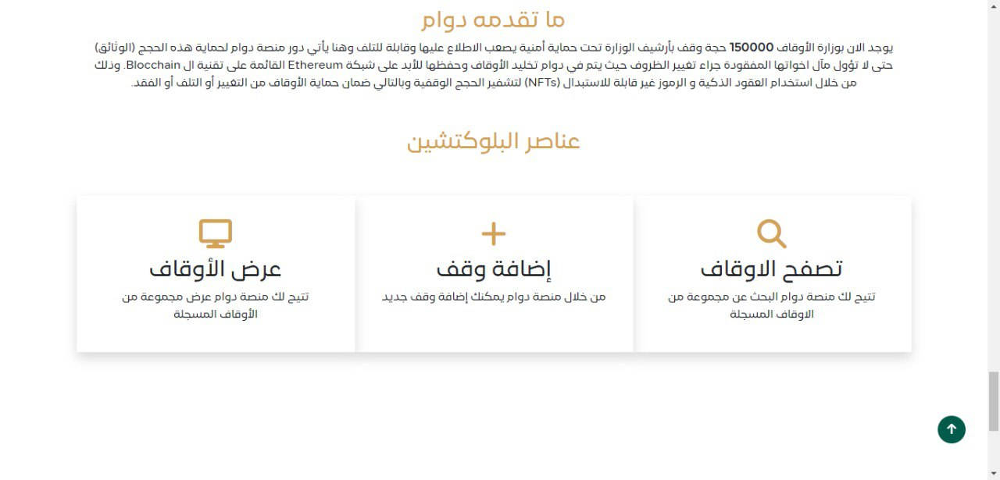 ما تقدمه دوام
يوجد الان بوزارة الأوقاف 150000 حجة وقف بأرشيف الوزارة تحت حماية أمنية يصعب الاطلاع عليها وقابلة للتلف وهنا يأتي دور منصة دوام لحماية هذه الحجج (الوثائق)
حتى لا تؤول مآل اخواتها المفقودة جراء تغيير الظروف حيث يتم في دوام تخليد الأوقاف وحفظها للأبد على شبكة Ethereum القائمة على تقنية ال Blocchain. وذلك
من خلال استخدام العقود الذكية و الرموز غير قابلة للاستبدال (NFTs) لتشفير الحجج الوقفية وبالتالي ضمان حماية الأوقاف من التغيير أو التلف أو الفقد.
عناصر البلوكتشين
تصفح الاوقاف
تتيح لك منصة دوام البحث عن مجموعة من
الاوقاف المسجلة
إضافة وقف
من خلال منصة دوام يمكنك إضافة وقف جديد
عرض الأوقاف
تتيح لك منصة دوام عرض مجموعة من
الأوقاف المسجلة